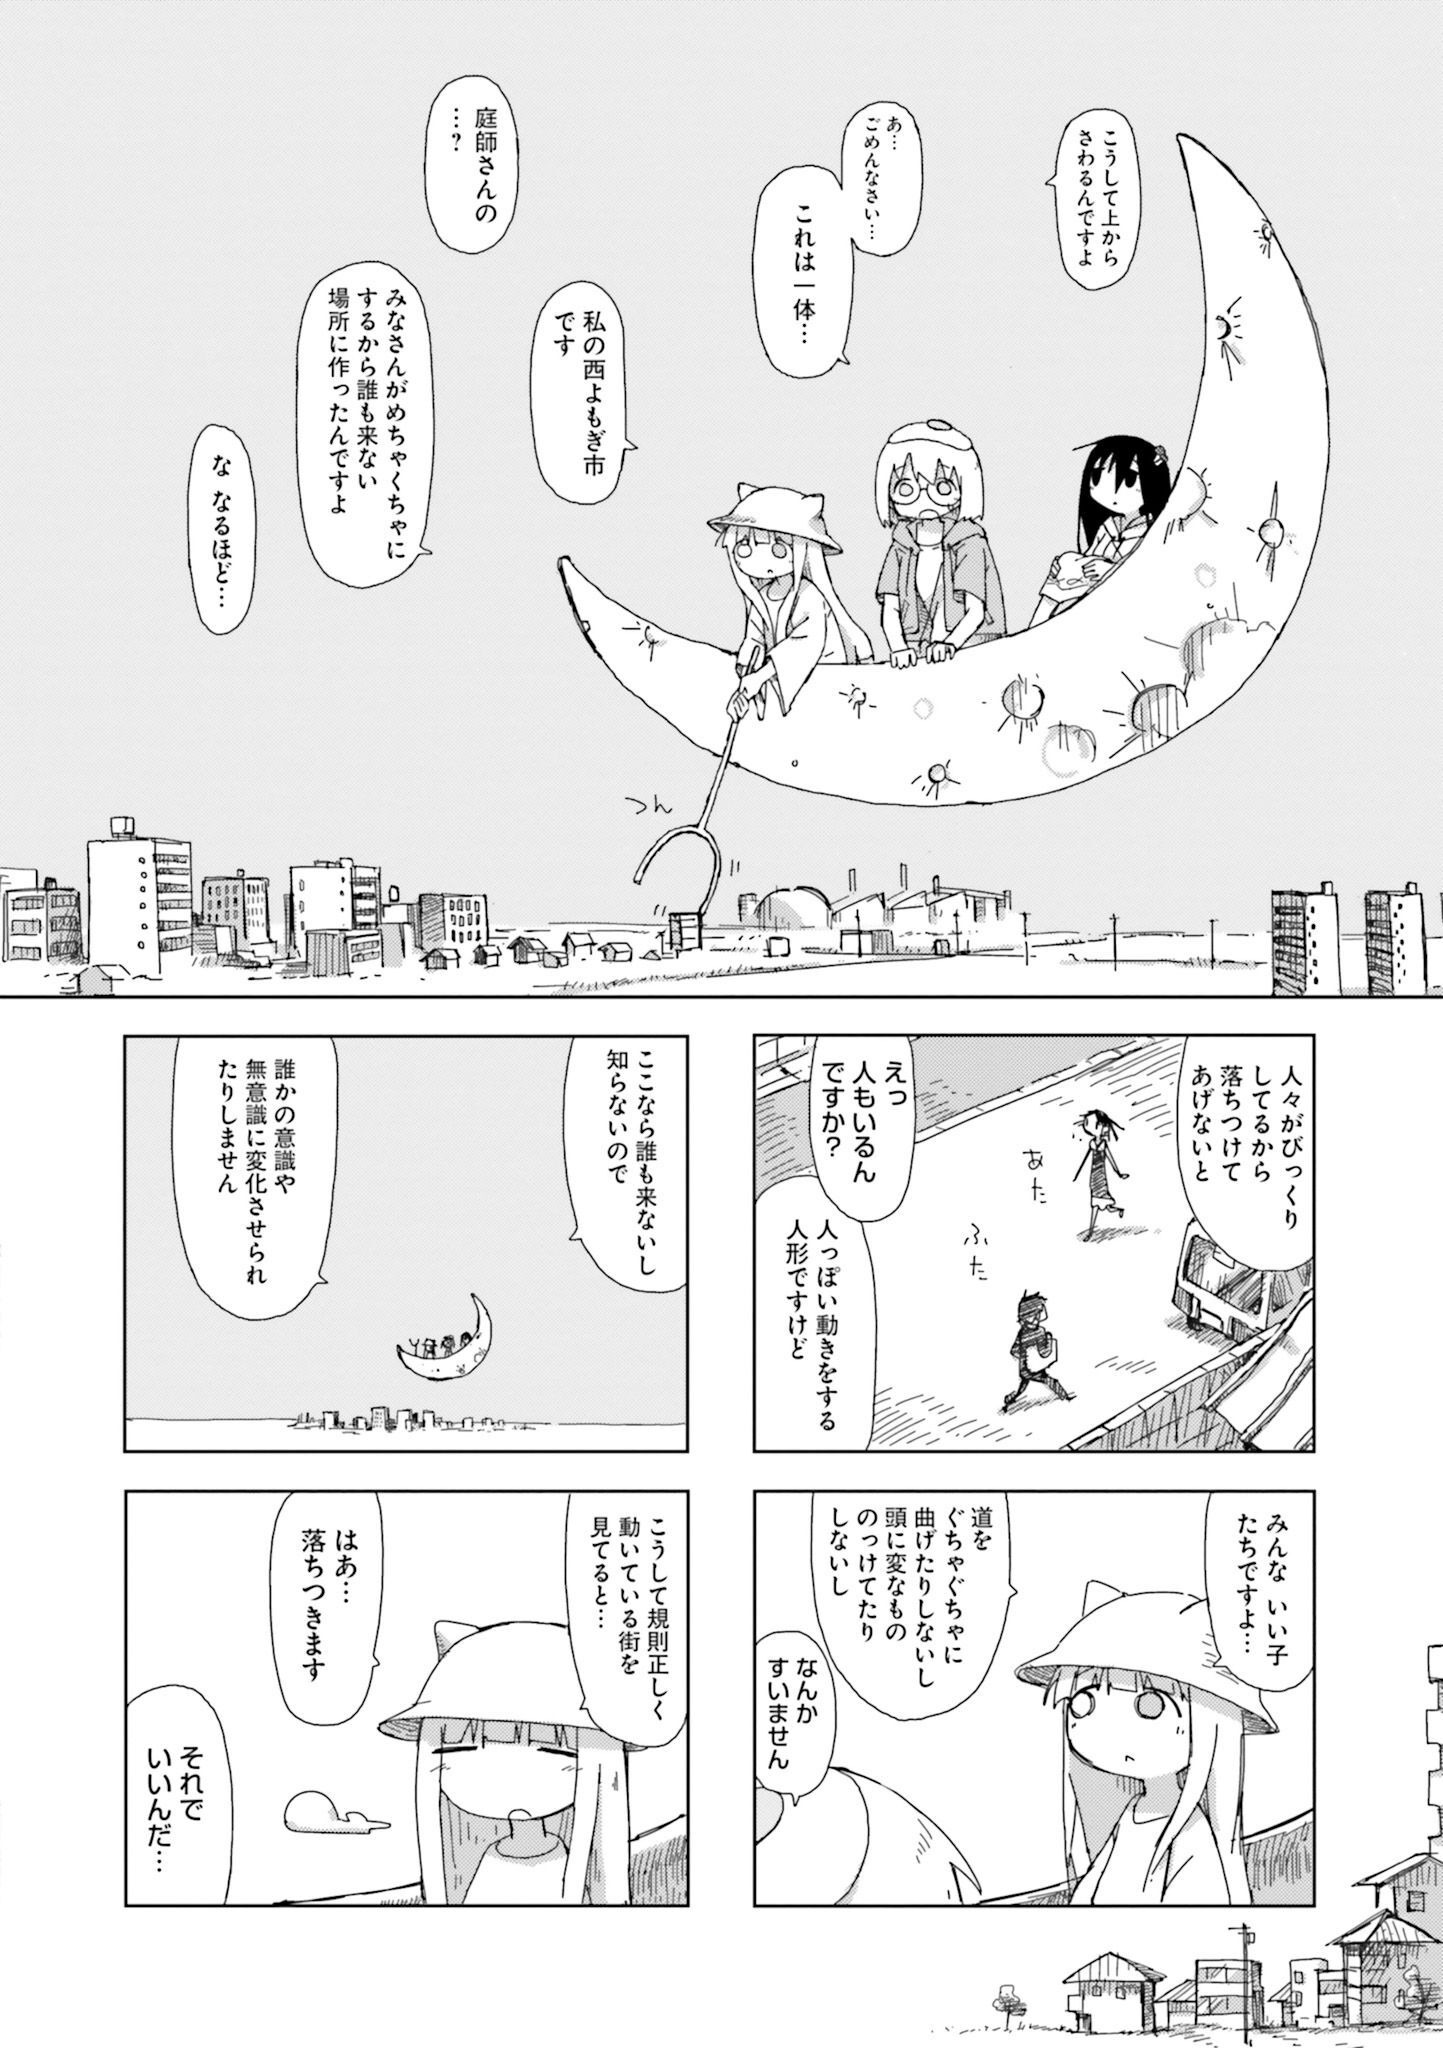 こうして上から
さわるんですよ
あ…
ごめんなさい…
これは一体…
私の西よもぎ市
です
庭師さんの
…?
みなさんがめちゃくちゃに
するから誰も来ない
場所に作ったんですよ
な なるほど…
つん
人々がびっくり
してるから
落ちつけて
あげないと
えっ
人もいるん
ですか?
人っぽい動きをする
人形ですけど
あた
ふた
ここなら誰も来ないし
知らないので
誰かの意識や
無意識に変化させられ
たりしません
みんな いい子
たちですよ…
道を
ぐちゃぐちゃに
曲げたりしないし
頭に変なもの
のっけてたり
しないし
なんか
すいません
こうして規則正しく
動いている街を
見てると…
はあ…
落ちつきます
それで
いいんだ…